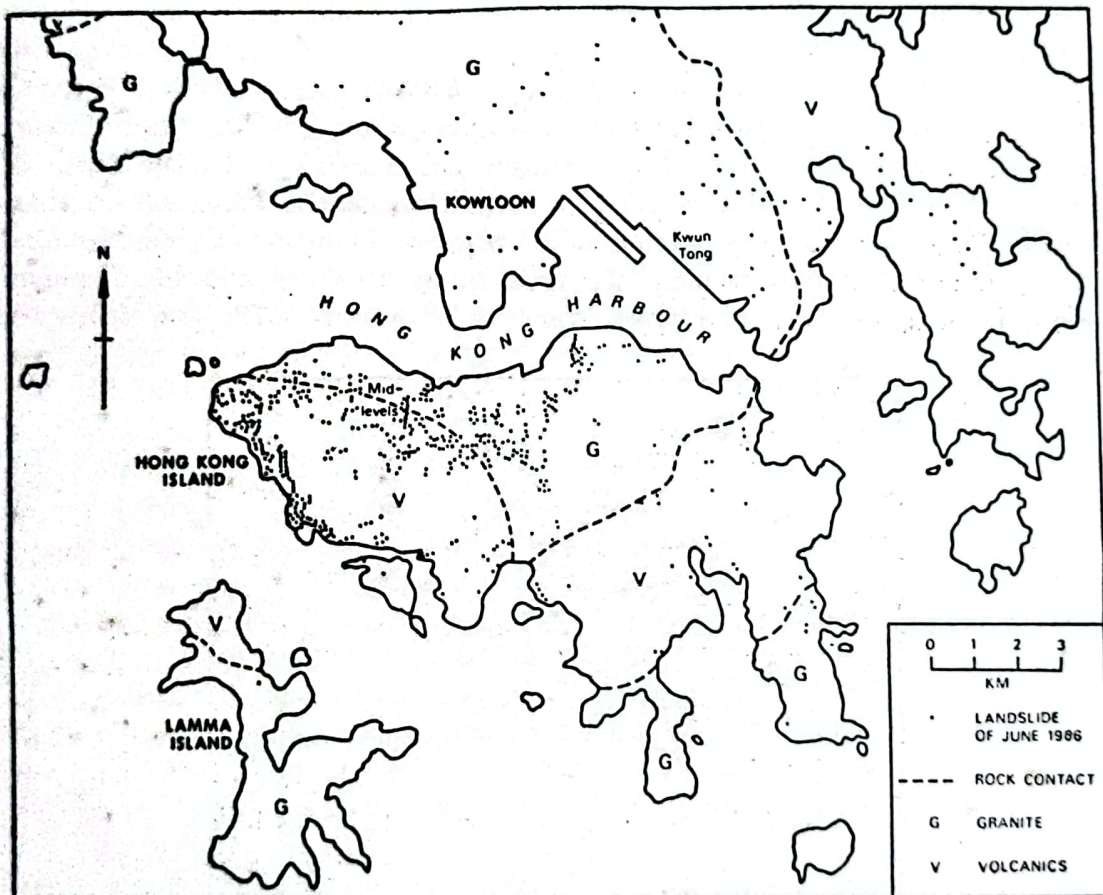 V
G
G
V
KOWLOON
Kwun
Tong
N
HONG KONG HARBOUR
Mid-
levels
HONG KONG
ISLAND
G
V
V
V
G
LAMMA
ISLAND
G
G
0 1 2 3
KM
LANDSLIDE
OF JUNE 1986
ROCK CONTACT
G GRANITE
V VOLCANICS